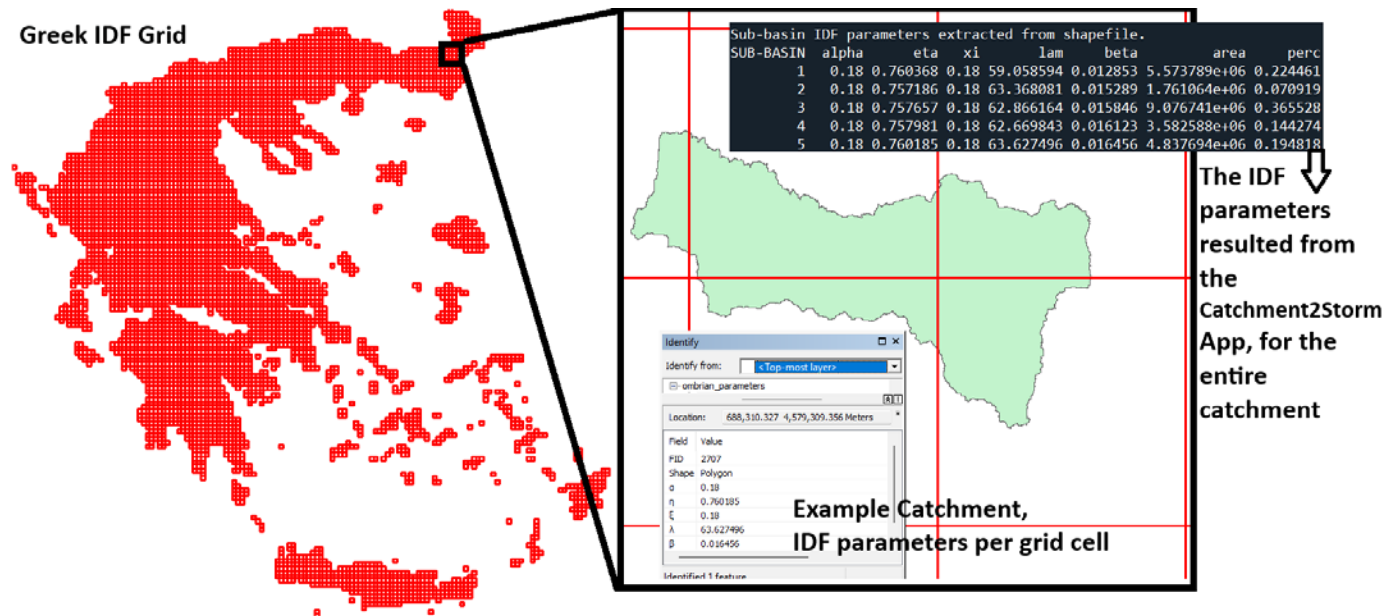 Greek IDF Grid
Sub-basin IDF parameters extracted from shapefile.
SUB-BASIN alpha eta xi lam beta area perc
1 0.18 0.760368 0.18 59.058594 0.012853 5.573789e+06 0.224461
2 0.18 0.757186 0.18 63.368081 0.015289 1.761064e+06 0.070919
3 0.18 0.757657 0.18 62.866164 0.015846 9.076741e+06 0.365528
4 0.18 0.757981 0.18 62.669843 0.016123 3.582588e+06 0.144274
5 0.18 0.760185 0.18 63.627496 0.016456 4.837694e+06 0.194818
The IDF
parameters
resulted from
the
Catchment2Storm
App, for the
entire
catchment
Identify
Identify from: <Top-most layer>
ombrian_parameters
Location: 688,310.327 4,579,309.356 Meters
Field Value
FID 2707
Shape Polygon
α 0.18
η 0.760185
ξ 0.18
λ 63.627496
β 0.016456
Identified 1 feature
Example Catchment,
IDF parameters per grid cell